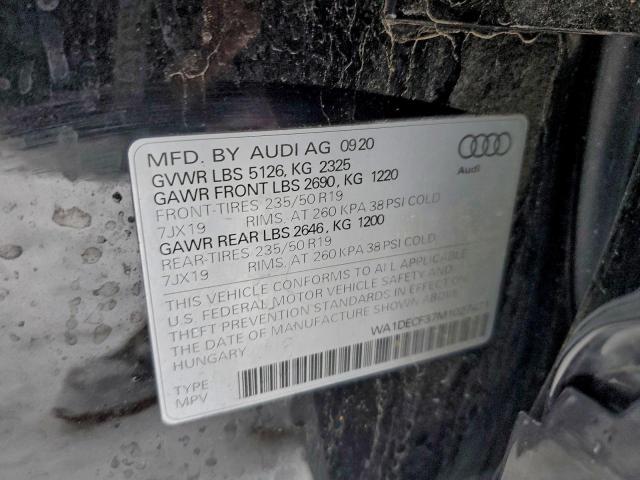 MFD. BY AUDI AG 09.20
GVWR LBS 5126, KG 2325
GAWR FRONT LBS 2690, KG 1220
FRONT-TIRES 235/50 R19
7JX19 RIMS, AT 260 KPA 38 PSI COLD
GAWR REAR LBS 2646, KG 1200
REAR-TIRES 235/50 R19
7JX19 RIMS, AT 260 KPA 38 PSI COLD.
THIS VEHICLE CONFORMS TO ALL APPLICABLE
U.S. FEDERAL MOTOR VEHICLE SAFETY AND
THEFT PREVENTION STANDARDS IN EFFECT ON
THE DATE OF MANUFACTURE SHOWN ABOVE.
HUNGARY
TYPE
MPV
Audi